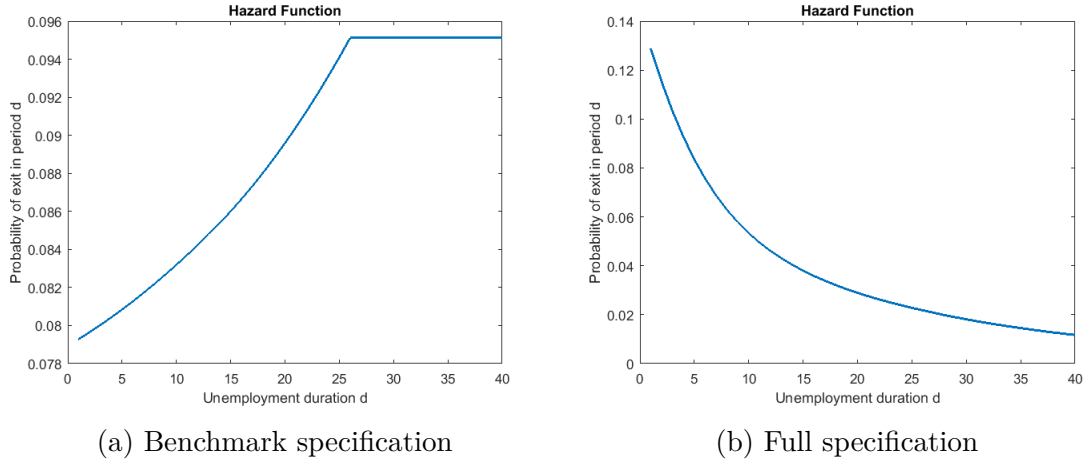 Hazard Function
0.096
0.094
0.092
0.09
0.088
0.086
0.084
0.082
0.08
0.078
Probability of exit in period d
0 5 10 15 20 25 30 35 40
Unemployment duration d
(a) Benchmark specification
Hazard Function
0.14
0.12
0.1
0.08
0.06
0.04
0.02
0
Probability of exit in period d
0 5 10 15 20 25 30 35 40
Unemployment duration d
(b) Full specification